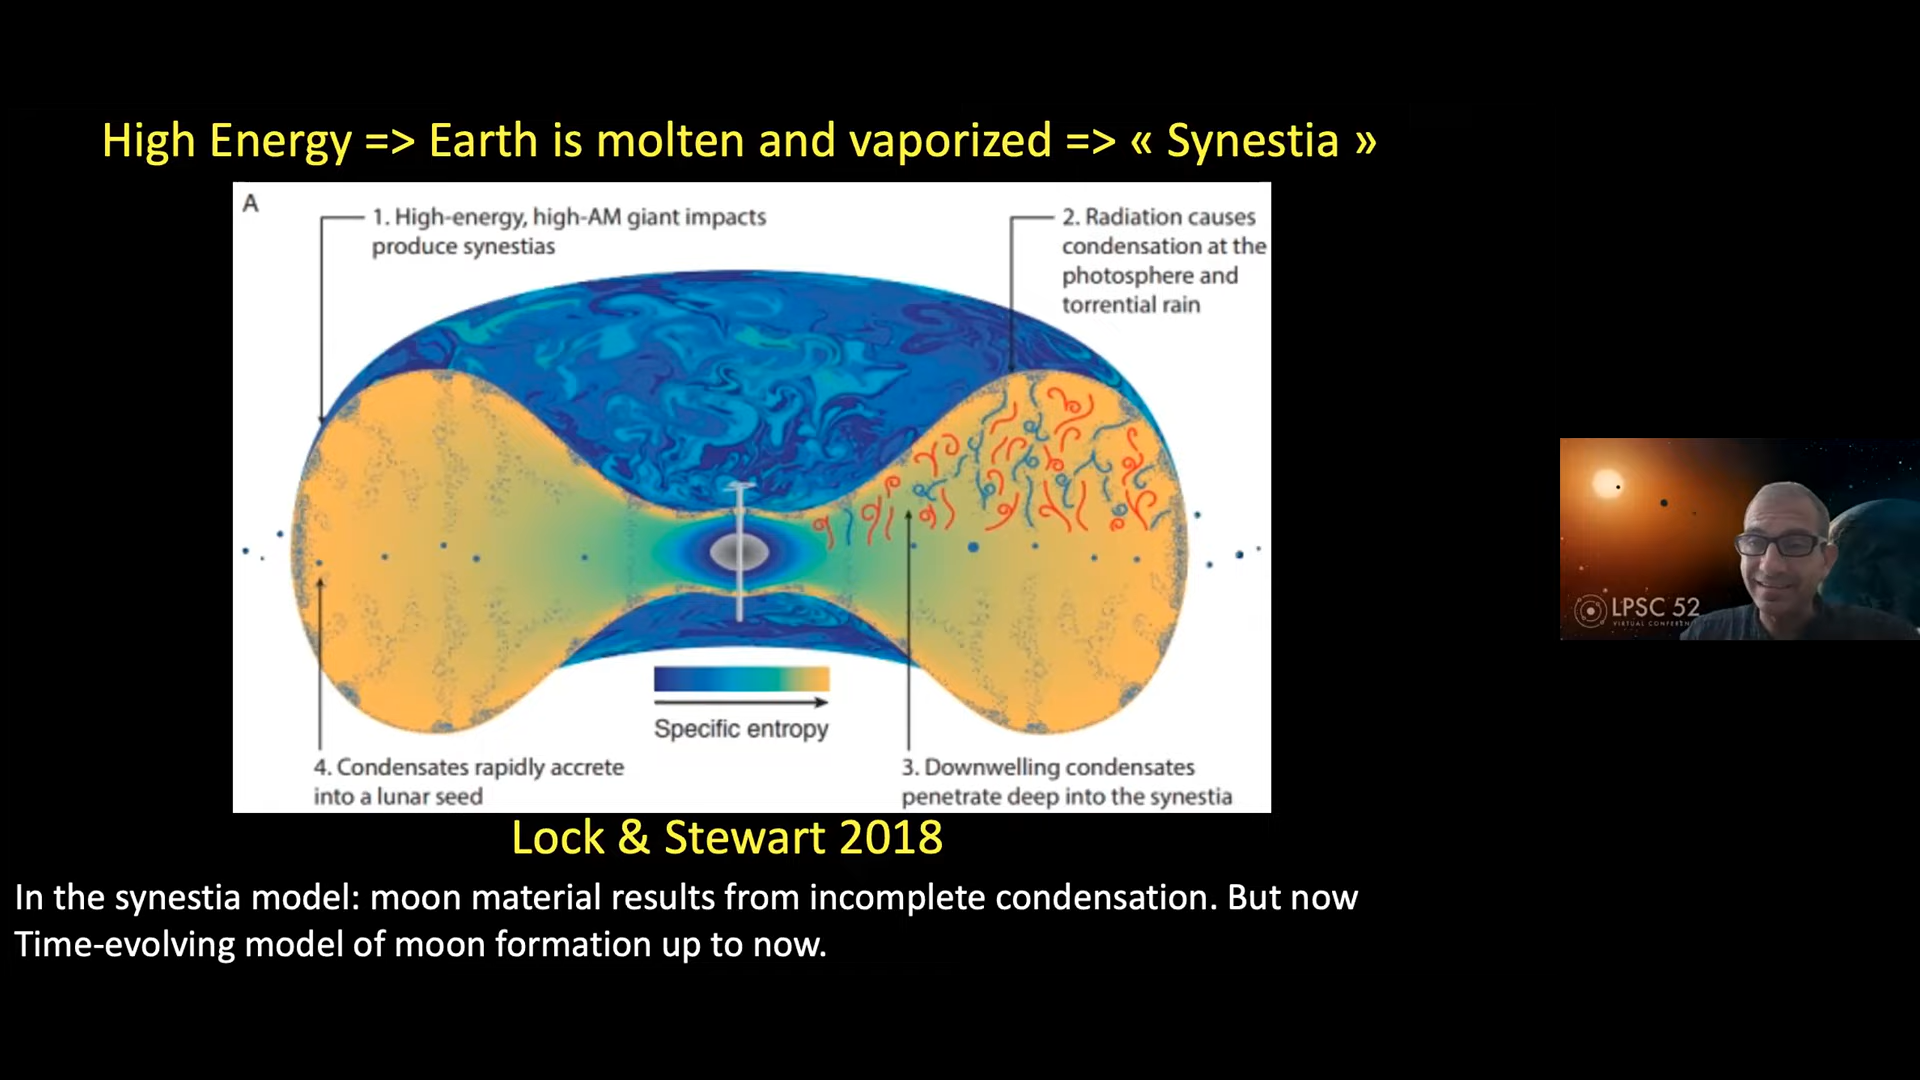 High Energy => Earth is molten and vaporized => « Synestia »
A
1. High-energy, high-AM giant impacts
produce synestias
2. Radiation causes
condensation at the
photosphere and
torrential rain
Specific entropy
4. Condensates rapidly accrete
into a lunar seed
3. Downwelling condensates
penetrate deep into the synestia
Lock & Stewart 2018
In the synestia model: moon material results from incomplete condensation. But now
Time-evolving model of moon formation up to now.
LPSC 52
VIRTUAL